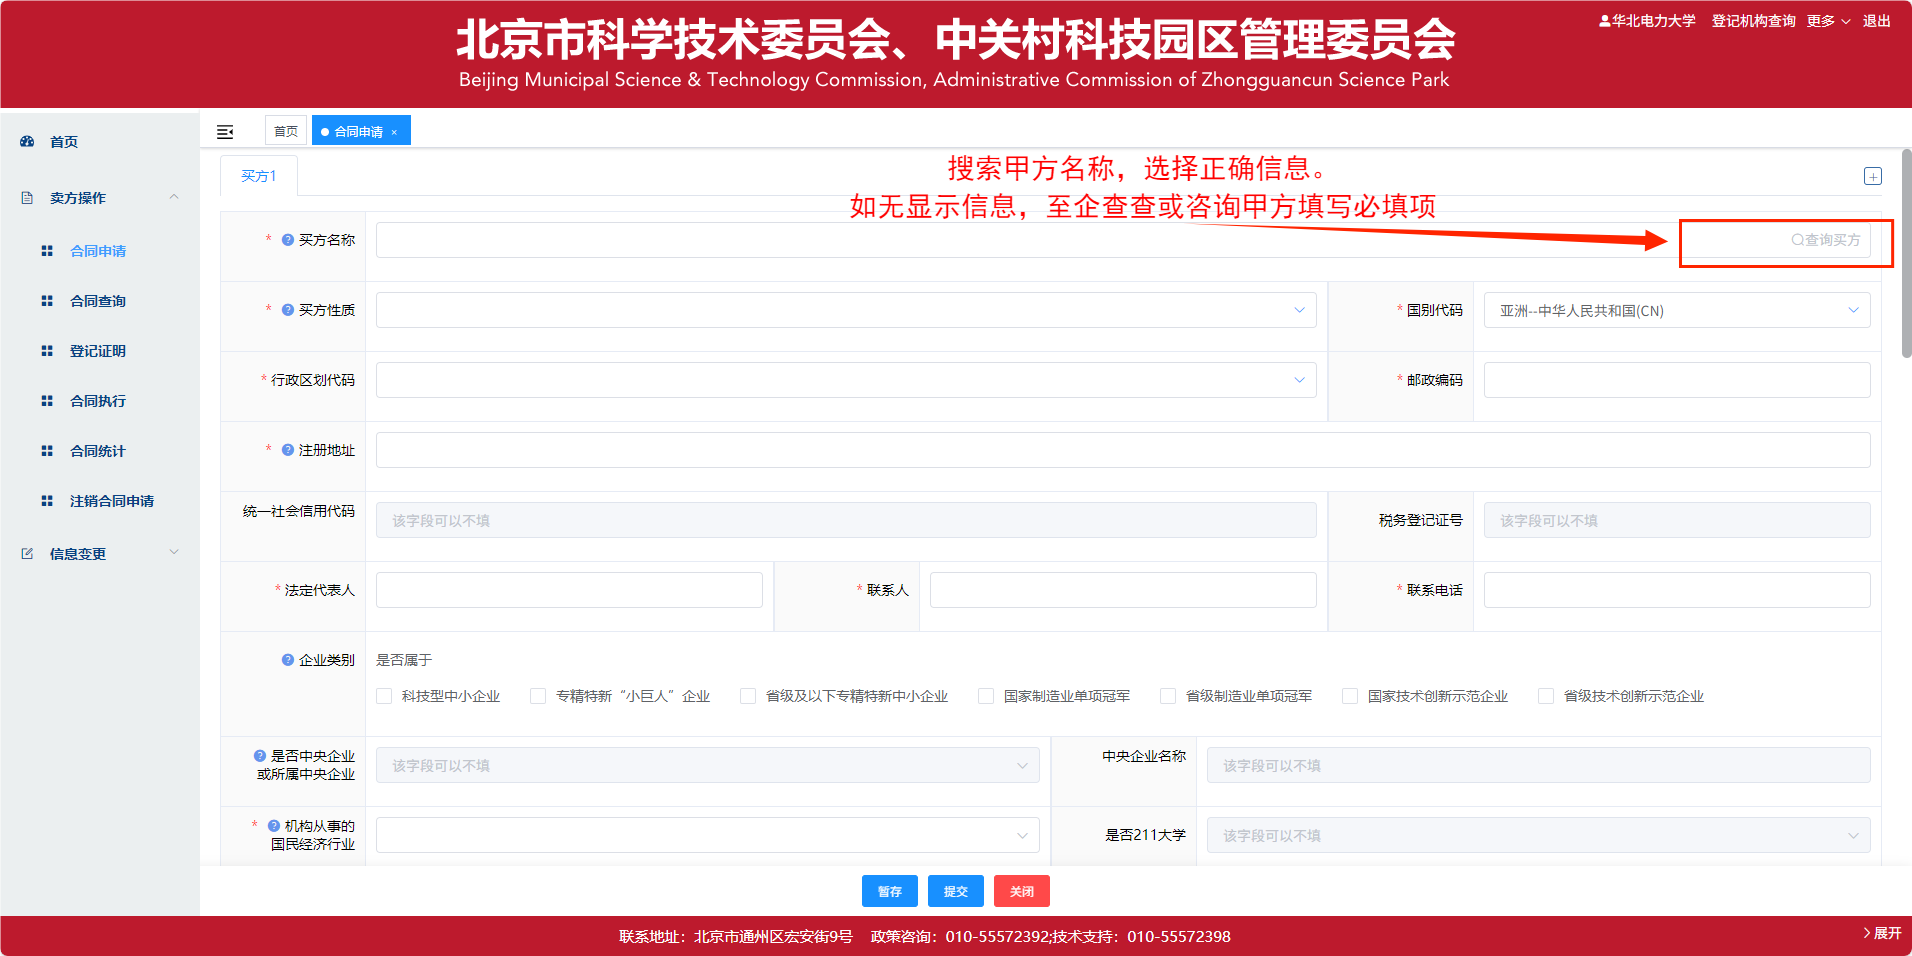 北京市科学技术委员会、中关村科技园区管理委员会
Beijing Municipal Science & Technology Commission, Administrative Commission of Zhongguancun Science Park
华北电力大学 登记机构查询 更多 退出
首页
卖方操作
合同申请
合同查询
登记证明
合同执行
合同统计
注销合同申请
信息变更
首页 合同申请 ×
买方1
搜索甲方名称，选择正确信息。
如无显示信息，至企查查或咨询甲方填写必填项
* ? 买方名称 查询买方
* ? 买方性质 * 国别代码 亚洲--中华人民共和国(CN)
* 行政区划代码 * 邮政编码
* ? 注册地址
统一社会信用代码 该字段可以不填 税务登记证号 该字段可以不填
* 法定代表人 * 联系人 * 联系电话
? 企业类别 是否属于
科技型中小企业 专精特新“小巨人”企业 省级及以下专精特新中小企业 国家制造业单项冠军 省级制造业单项冠军 国家技术创新示范企业 省级技术创新示范企业
? 是否中央企业
或所属中央企业 该字段可以不填 中央企业名称 该字段可以不填
* ? 机构从事的
国民经济行业 是否211大学 该字段可以不填
暂存 提交 关闭
联系地址：北京市通州区宏安街9号 政策咨询：010-55572392;技术支持：010-55572398
展开